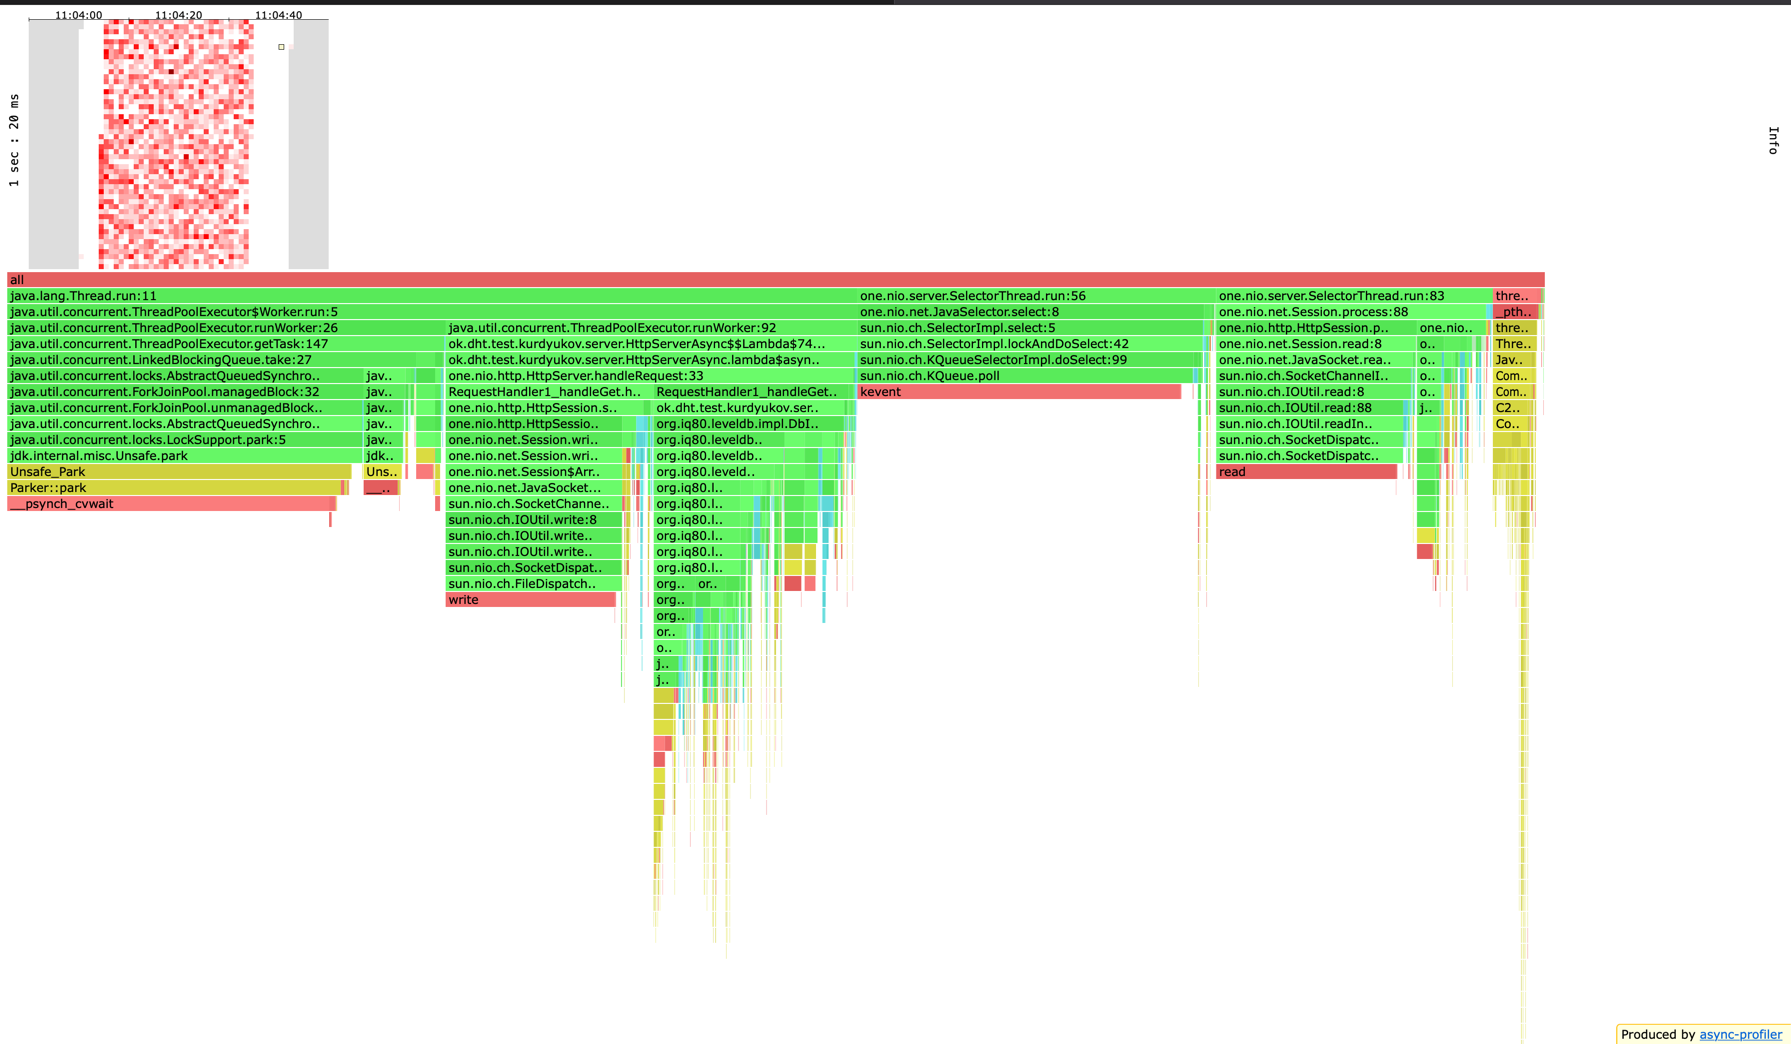 11:04:00 11:04:20 11:04:40
1 sec : 20 ms
Info
all
java.lang.Thread.run:11 one.nio.server.SelectorThread.run:56 one.nio.server.SelectorThread.run:83 thre..
java.util.concurrent.ThreadPoolExecutor$Worker.run:5 one.nio.net.JavaSelector.select:8 one.nio.net.Session.process:88 _pth..
java.util.concurrent.ThreadPoolExecutor.runWorker:26 java.util.concurrent.ThreadPoolExecutor.runWorker:92 sun.nio.ch.SelectorImpl.select:5 one.nio.http.HttpSession.p.. one.nio.. thre..
java.util.concurrent.ThreadPoolExecutor.getTask:147 ok.dht.test.kurdyukov.server.HttpServerAsync$$Lambda$74... sun.nio.ch.SelectorImpl.lockAndDoSelect:42 one.nio.net.Session.read:8 o.. Thre..
java.util.concurrent.LinkedBlockingQueue.take:27 ok.dht.test.kurdyukov.server.HttpServerAsync.lambda$asyn.. sun.nio.ch.KQueueSelectorImpl.doSelect:99 one.nio.net.JavaSocket.rea.. o.. Jav..
java.util.concurrent.locks.AbstractQueuedSynchro.. jav.. one.nio.http.HttpServer.handleRequest:33 sun.nio.ch.KQueue.poll sun.nio.ch.SocketChannelI.. o.. Com..
java.util.concurrent.ForkJoinPool.managedBlock:32 jav.. RequestHandler1_handleGet.h.. RequestHandler1_handleGet.. kevent sun.nio.ch.IOUtil.read:8 o.. Com..
java.util.concurrent.ForkJoinPool.unmanagedBlock.. jav.. one.nio.http.HttpSession.s.. ok.dht.test.kurdyukov.ser.. sun.nio.ch.IOUtil.read:88 j.. C2..
java.util.concurrent.locks.AbstractQueuedSynchro.. jav.. one.nio.http.HttpSessio.. org.iq80.leveldb.impl.DbI.. sun.nio.ch.IOUtil.readIn.. Co..
java.util.concurrent.locks.LockSupport.park:5 jav.. one.nio.net.Session.wri.. org.iq80.leveldb.. sun.nio.ch.SocketDispatc..
jdk.internal.misc.Unsafe.park jdk.. one.nio.net.Session.wri.. org.iq80.leveldb.. sun.nio.ch.SocketDispatc..
Unsafe_Park Uns.. one.nio.net.Session$Arr.. org.iq80.leveld.. read
Parker::park __.. one.nio.net.JavaSocket... org.iq80.l..
__psynch_cvwait sun.nio.ch.SocketChanne.. org.iq80.l..
sun.nio.ch.IOUtil.write:8 org.iq80.l..
sun.nio.ch.IOUtil.write.. org.iq80.l..
sun.nio.ch.IOUtil.write.. org.iq80.l..
sun.nio.ch.SocketDispat.. org.iq80.l..
sun.nio.ch.FileDispatch.. org.. or..
write org..
org..
or..
o..
j..
j..
Produced by async-profiler